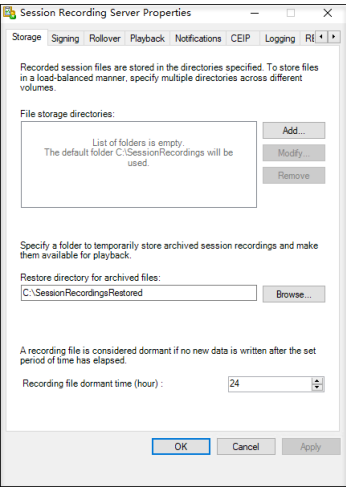 Session Recording Server Properties
Storage Signing Rollover Playback Notifications CEIP Logging
Recorded session files are stored in the directories specified. To store files
in a load-balanced manner, specify multiple directories across different
volumes.
File storage directories:
List of folders is empty.
The default folder C:\SessionRecordings will be
used.
Add...
Modify...
Remove
Specify a folder to temporarily store archived session recordings and make
them available for playback.
Restore directory for archived files:
C:\SessionRecordingsRestored
Browse...
A recording file is considered dormant if no new data is written after the set
period of time has elapsed.
Recording file dormant time (hour) :
24
OK Cancel Apply